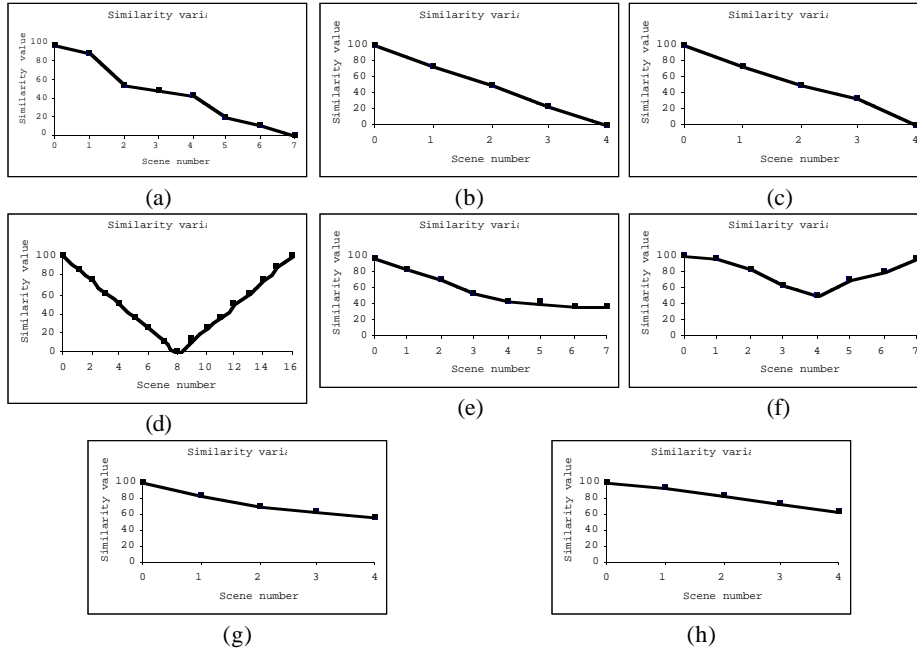 Similarity varia
Similarity value
100
80
60
40
20
0
0 1 2 3 4 5 6 7
Scene number
(a)
Similarity varia
Similarity value
100
80
60
40
20
0
0 1 2 3 4
Scene number
(b)
Similarity varia
Similarity value
100
80
60
40
20
0
0 1 2 3 4
Scene number
(c)
Similarity varia
Similarity value
100
80
60
40
20
0
0 2 4 6 8 10 12 14 16
Scene number
(d)
Similarity varia
Similarity value
100
80
60
40
20
0
0 1 2 3 4 5 6 7
Scene number
(e)
Similarity varia
Similarity value
100
80
60
40
20
0
0 1 2 3 4 5 6 7
Scene number
(f)
Similarity varia
Similarity value
100
80
60
40
20
0
0 1 2 3 4
Scene number
(g)
Similarity varia
Similarity value
100
80
60
40
20
0
0 1 2 3 4
Scene number
(h)